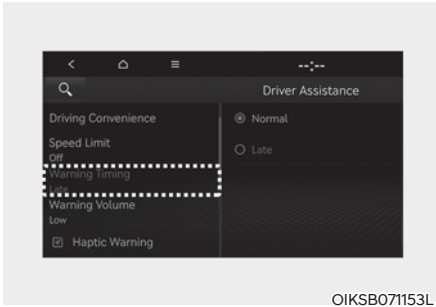 --:--
Driver Assistance
Driving Convenience
Normal
Speed Limit
Off
Late
Warning Timing
Late
Warning Volume
Low
Haptic Warning
OIKSB071153L